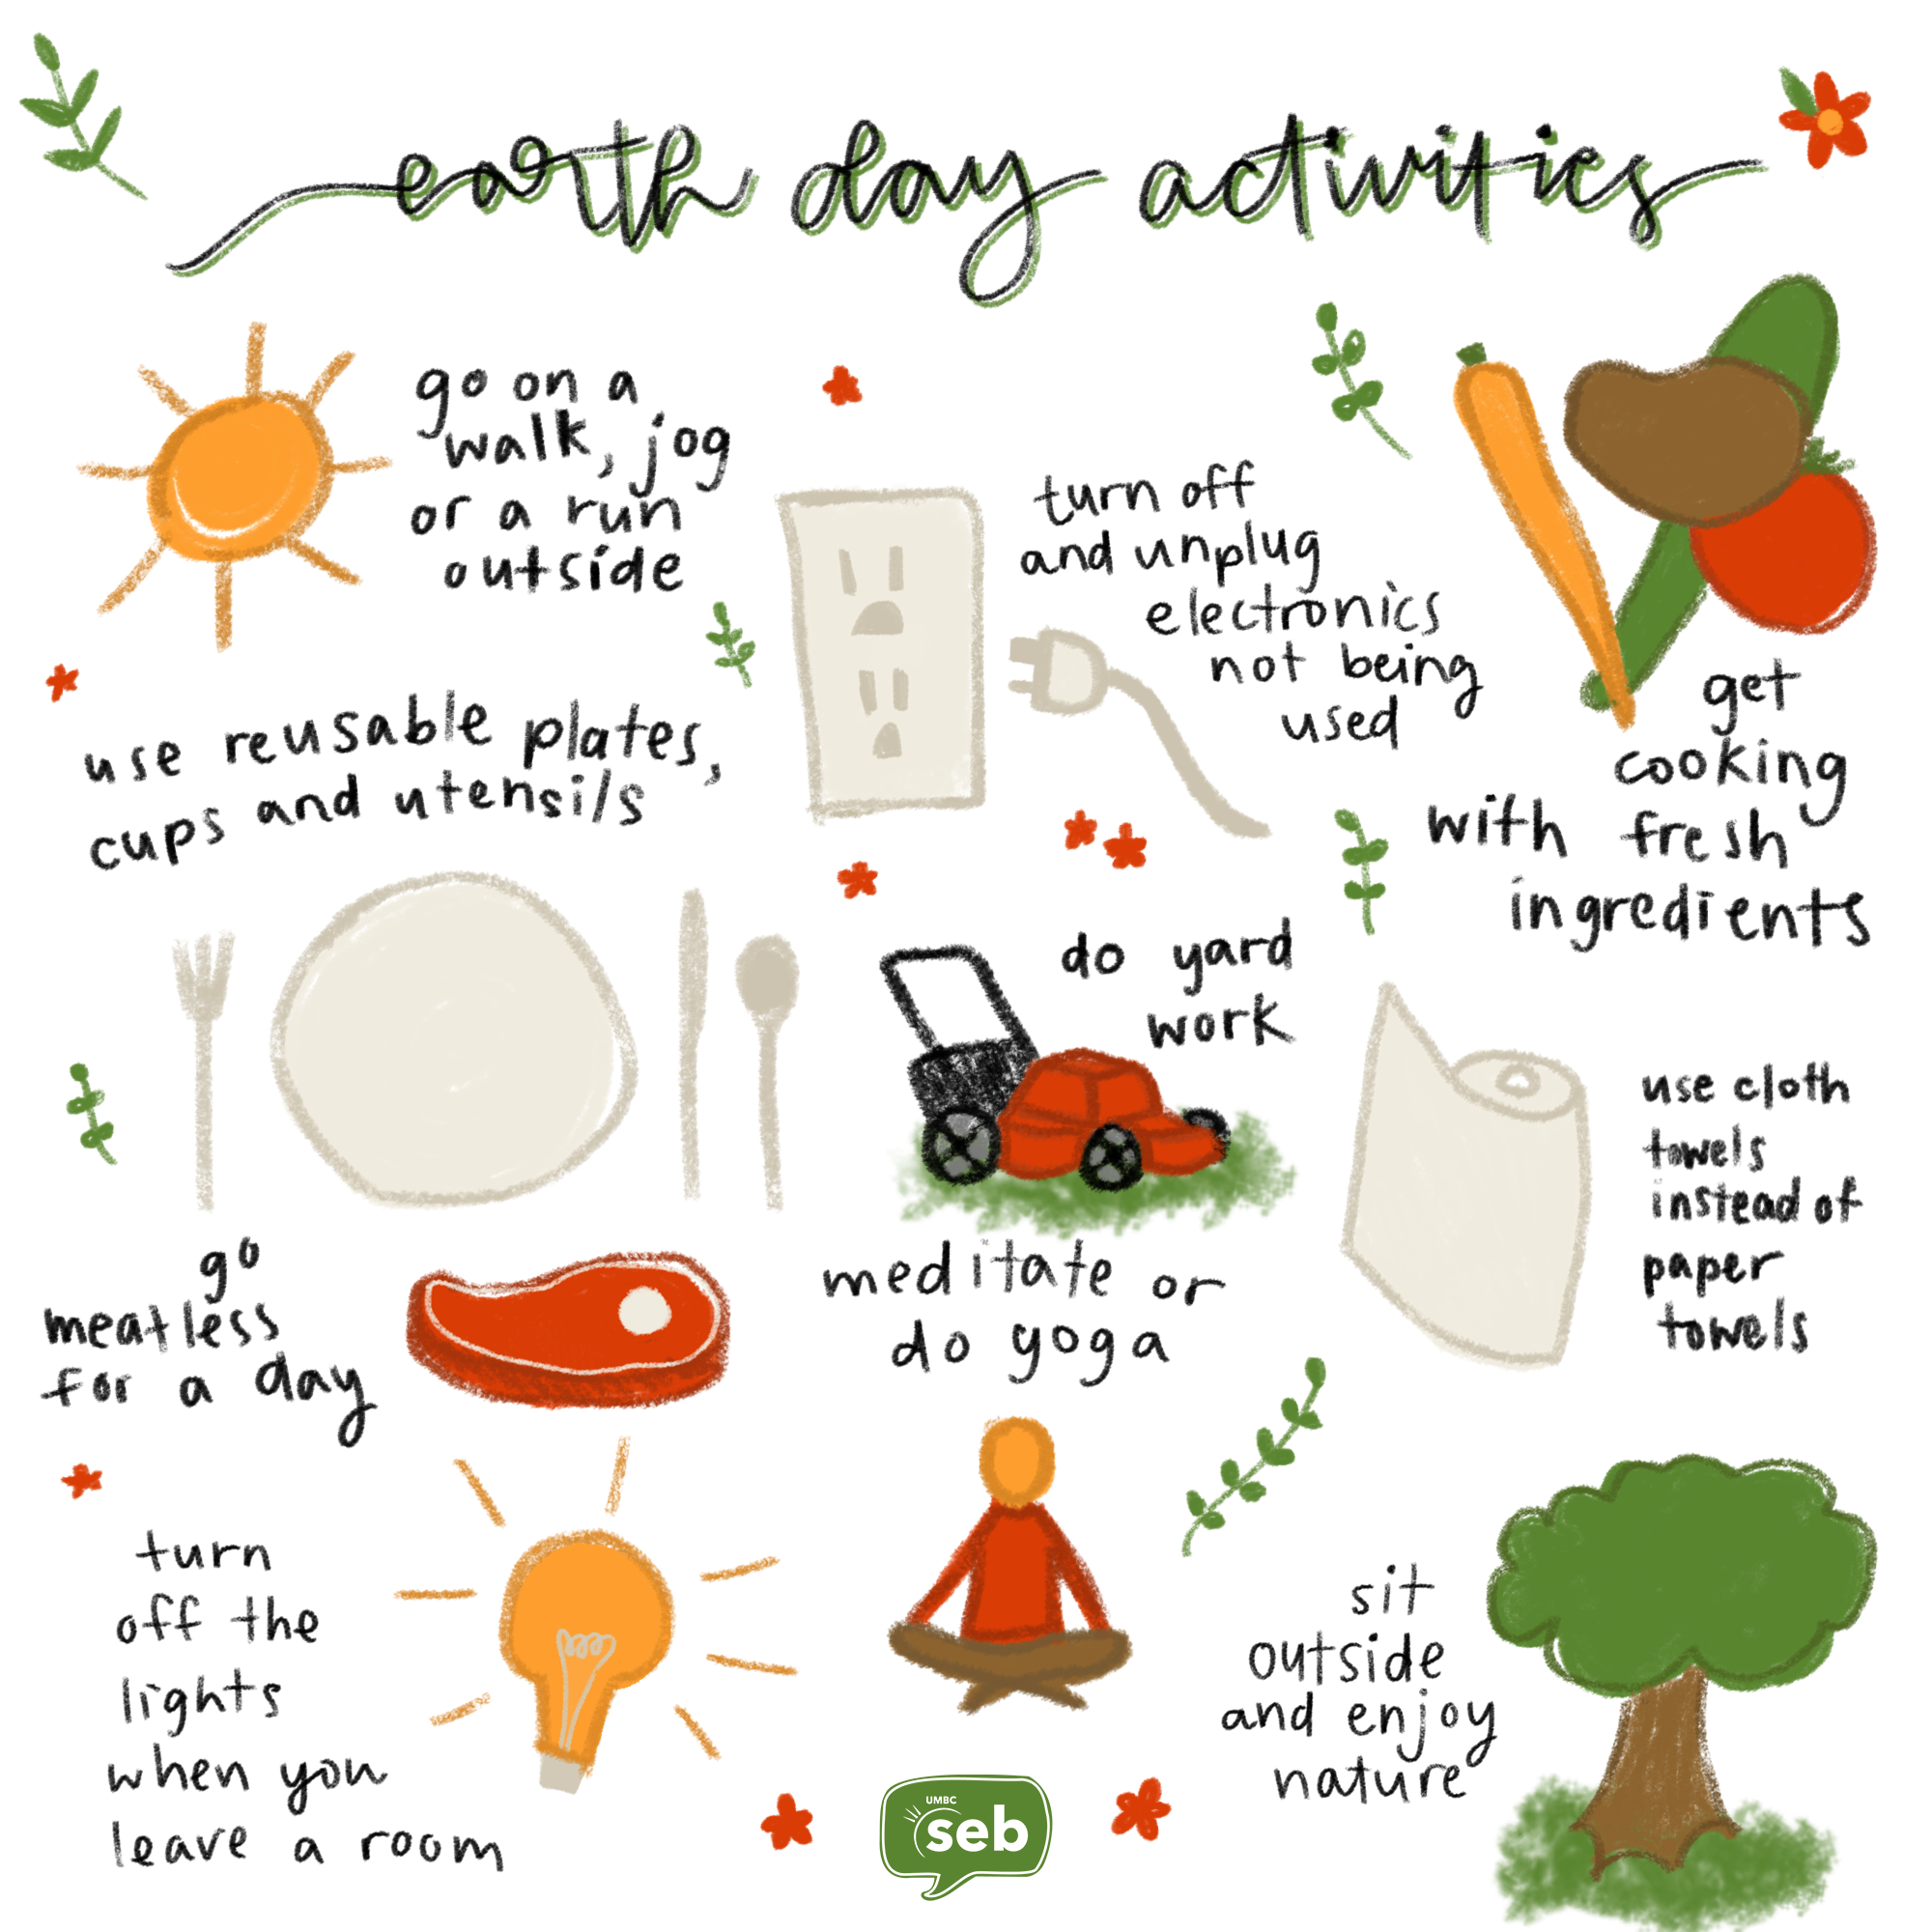 earth day activities
go on a
walk, jog
or a run
outside
turn off
and unplug
electronics
not being
used
get
cooking
with fresh
ingredients
use reusable plates,
cups and utensils
do yard
work
use cloth
towels
instead of
paper
towels
go
meatless
for a day
meditate or
do yoga
turn
off the
lights
when you
leave a room
sit
outside
and enjoy
nature
UMBC
seb